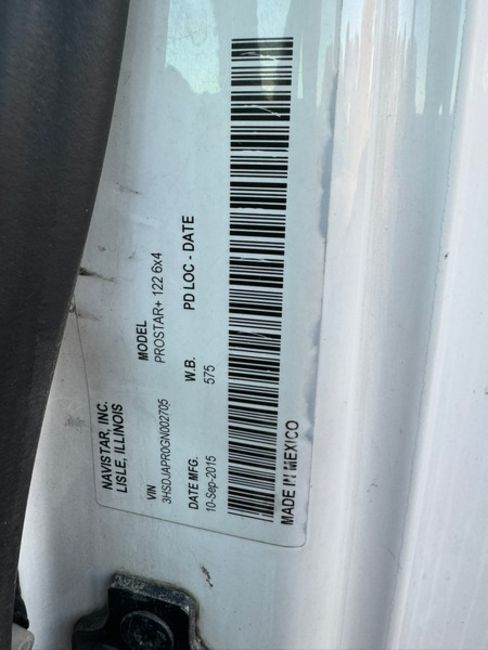 NAVISTAR, INC.
LISLE, ILLINOIS
VIN MODEL
3HSDJAPR0GN002705 PROSTAR+ 122 6x4
DATE MFG. W.B. PD LOC - DATE
10-Sep-2015 575
MADE IN MEXICO